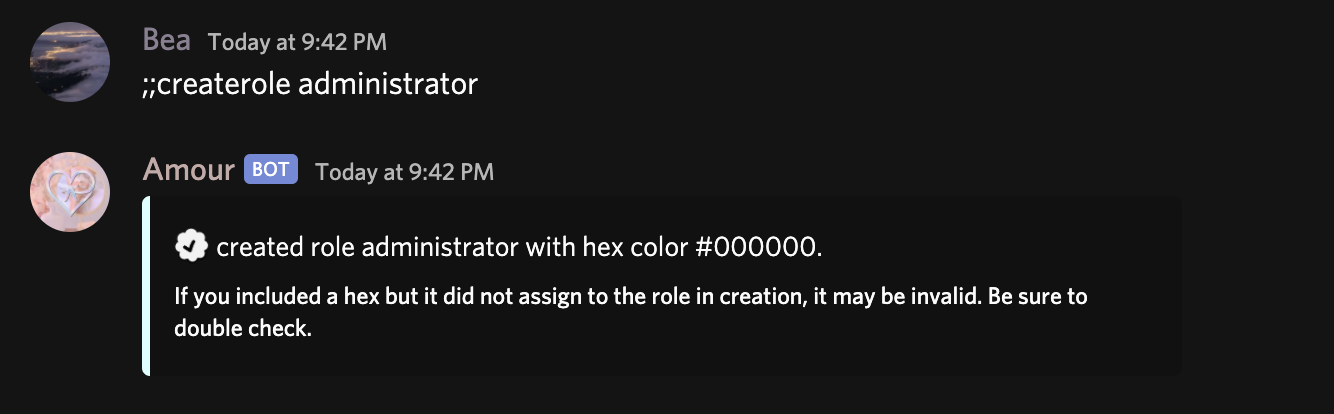 Bea Today at 9:42 PM
;;createrole administrator
Amour BOT Today at 9:42 PM
created role administrator with hex color #000000.
If you included a hex but it did not assign to the role in creation, it may be invalid. Be sure to
double check.